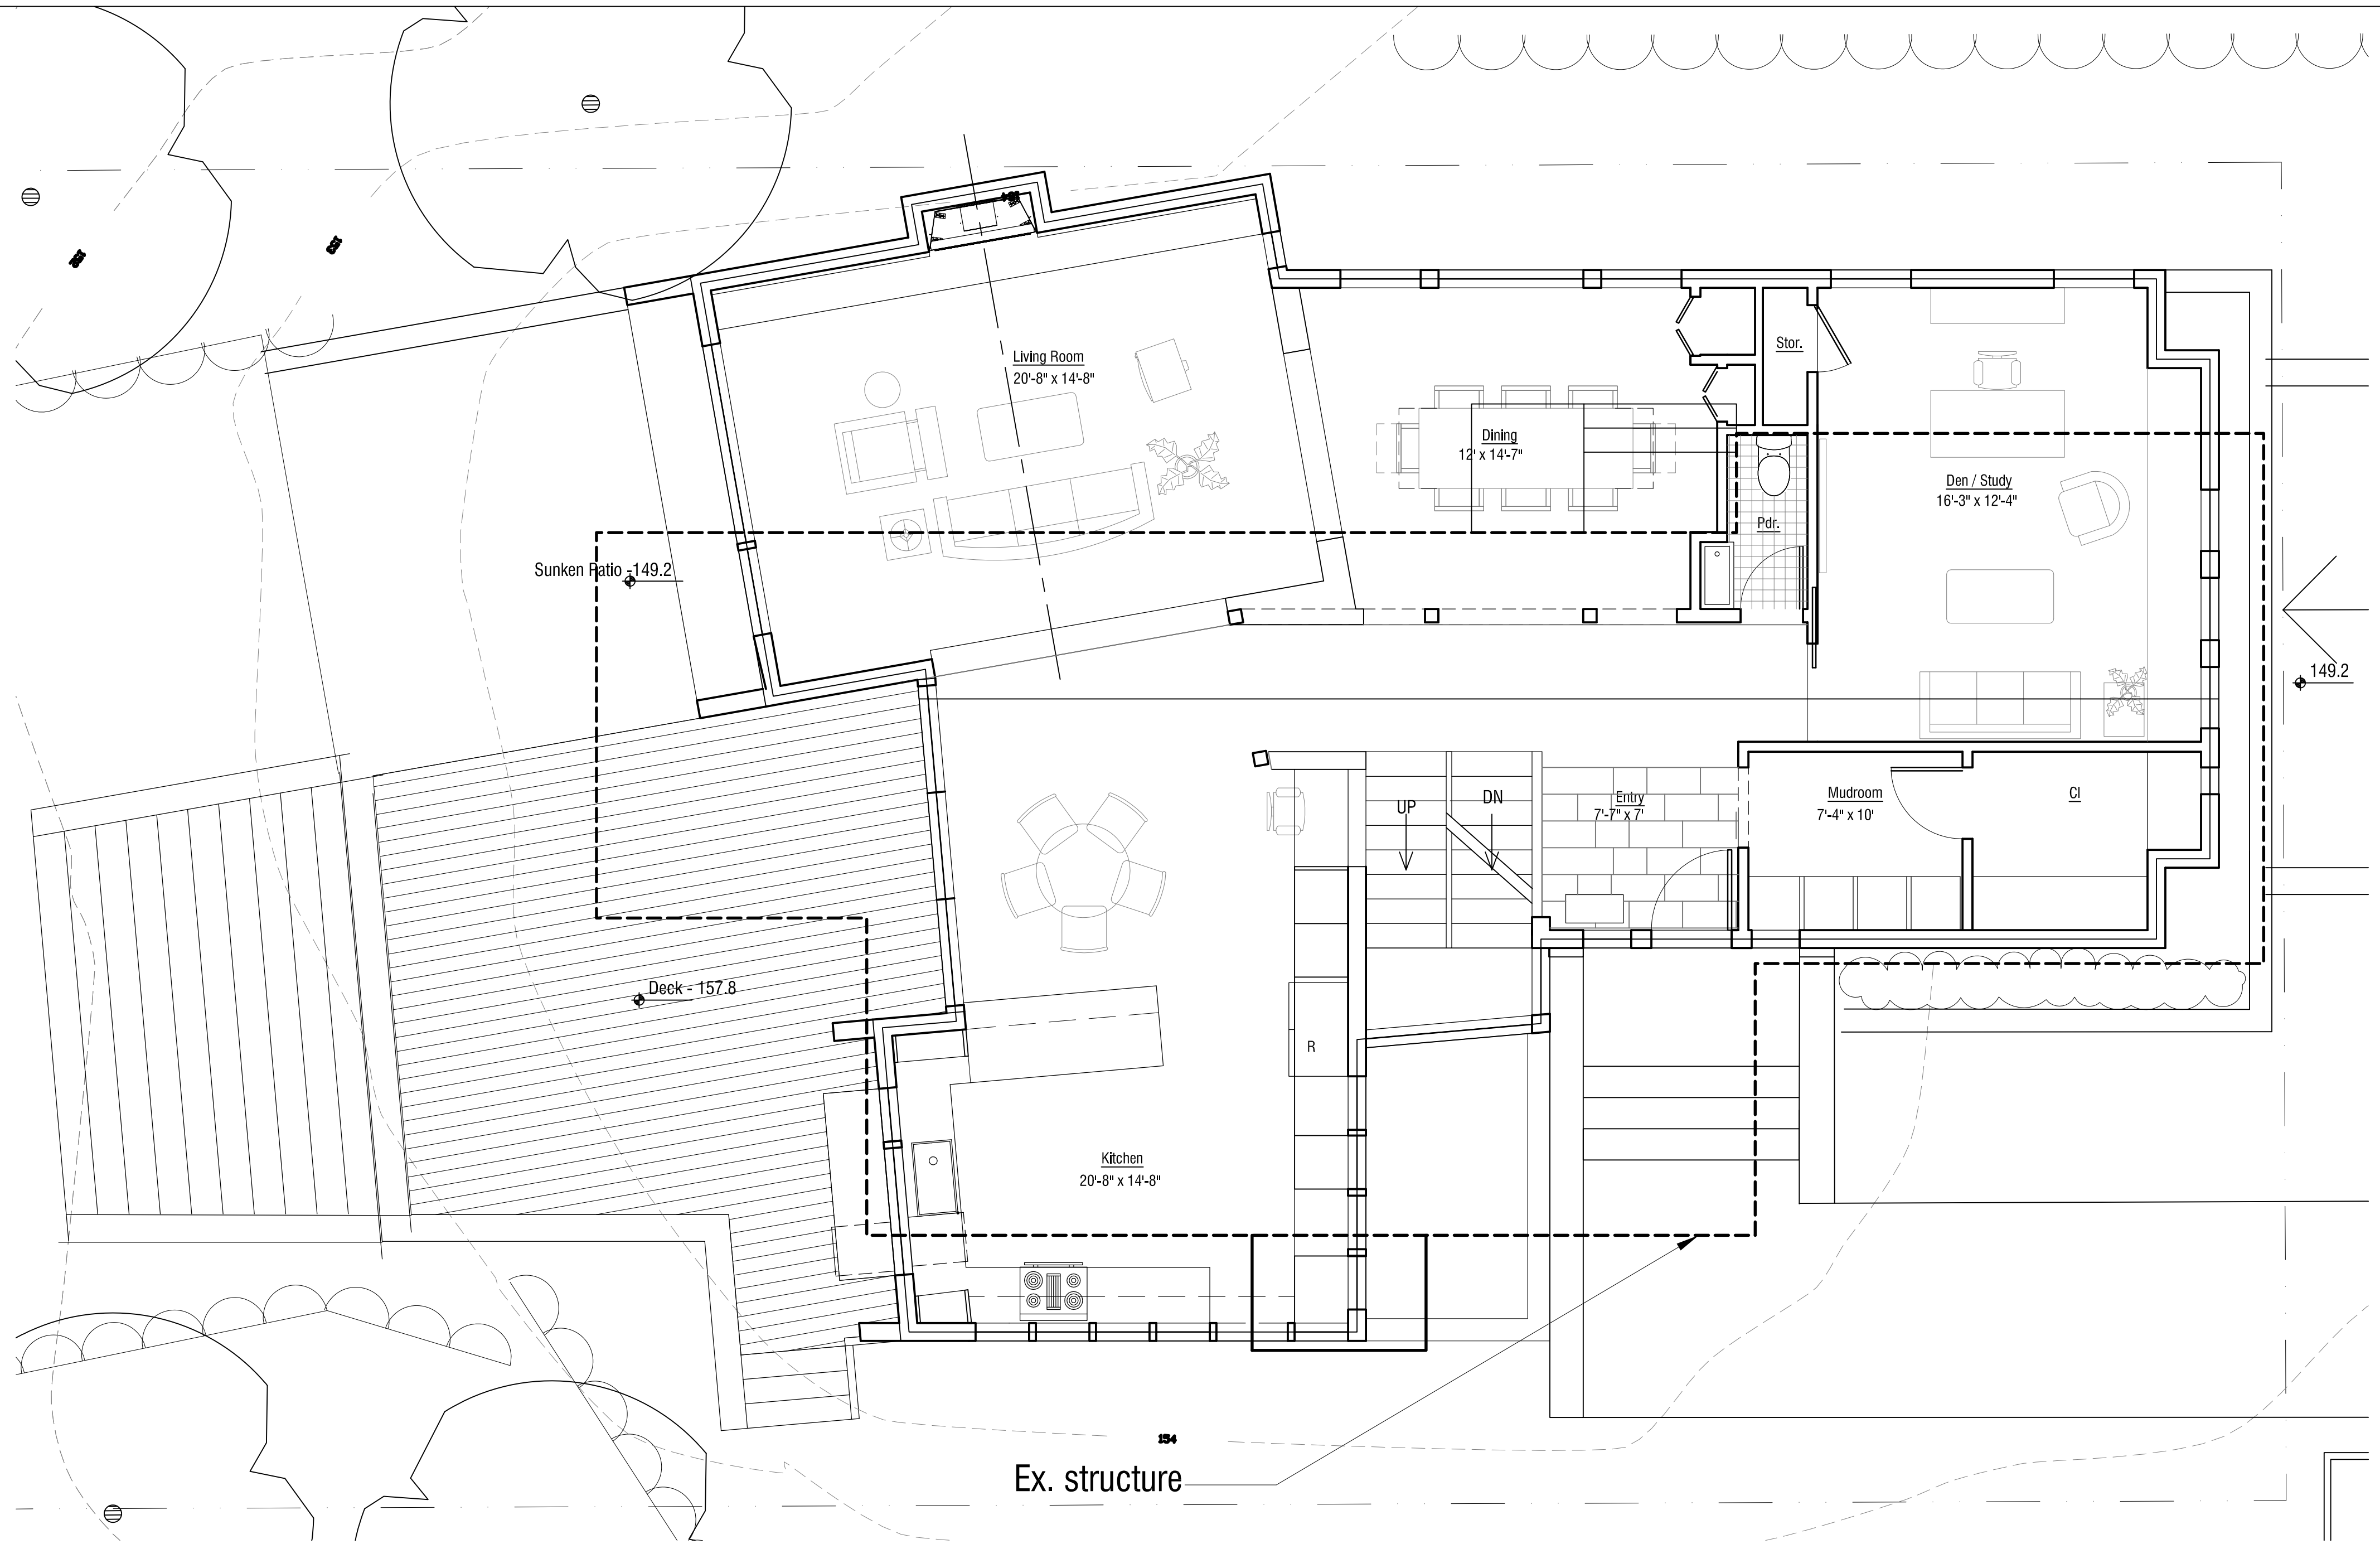 Living Room
20'-8" x 14'-8"
Stor.
Dining
12' x 14'-7"
Den / Study
16'-3" x 12'-4"
Pdr.
Sunken Patio -149.2
149.2
UP
DN
Entry
7'-7" x 7'
Mudroom
7'-4" x 10'
Cl
Deck - 157.8
R
Kitchen
20'-8" x 14'-8"
154
Ex. structure